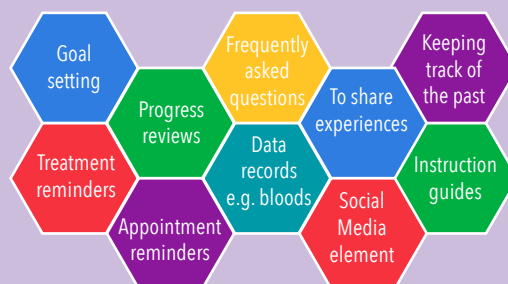 Goal
setting
Frequently
asked
questions
Keeping
track of
the past
Progress
reviews
To share
experiences
Treatment
reminders
Data
records
e.g. bloods
Instruction
guides
Appointment
reminders
Social
Media
element